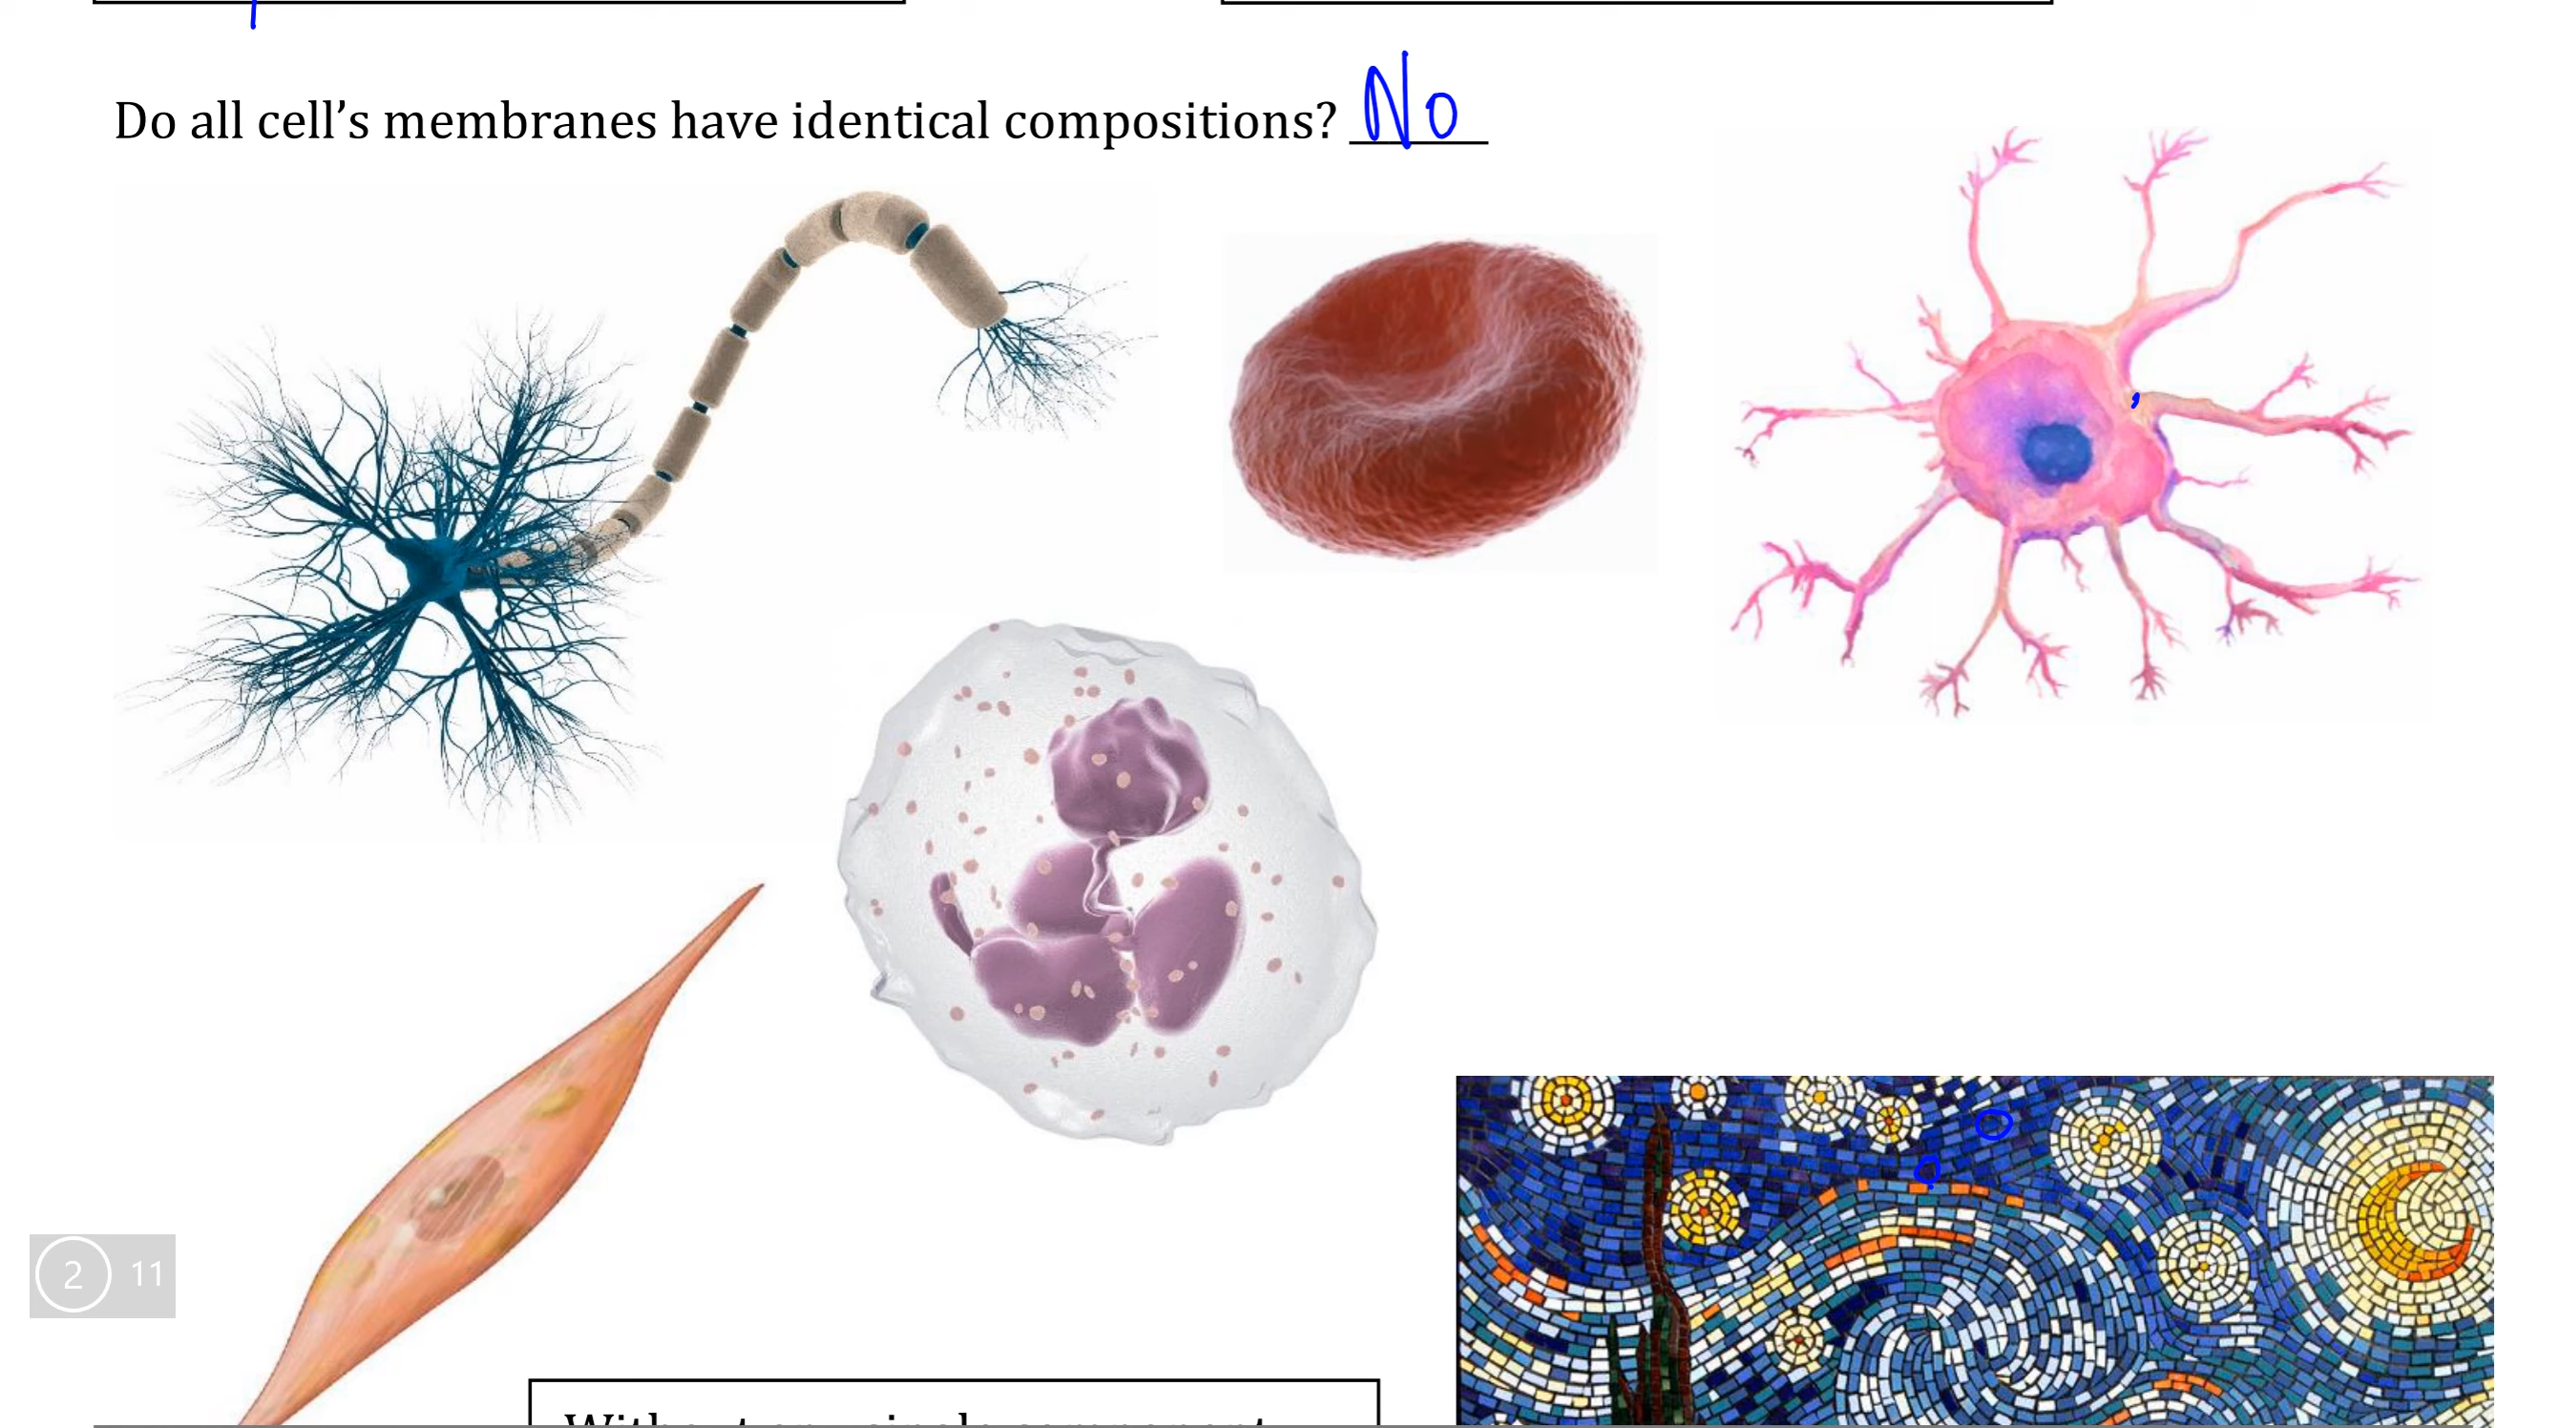 Do all cell’s membranes have identical compositions? No
2 11